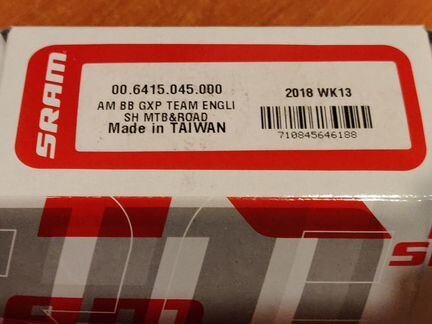 SRAM
00.6415.045.000
2018 WK13
AM BB GXP TEAM ENGLI
SH MTB&ROAD
Made in TAIWAN
710845646188